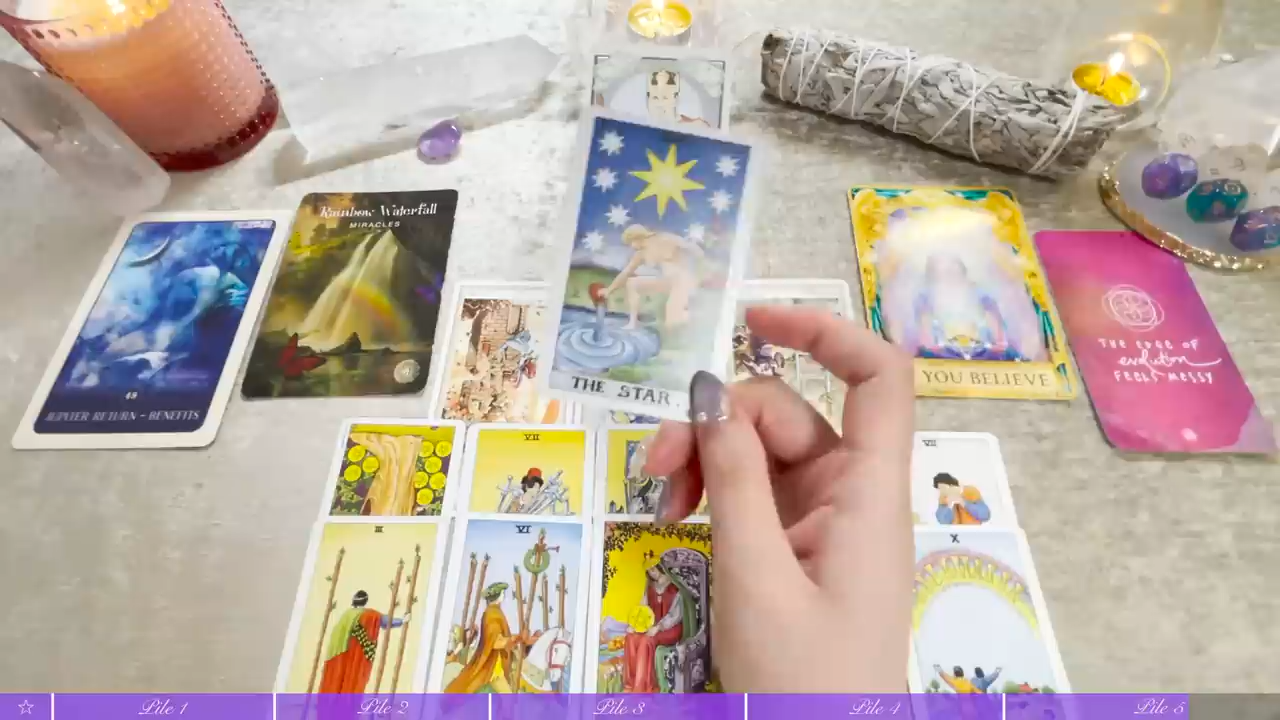 Rainbow Waterfall
MIRACLES
49
JUPITER RETURN - BENEFITS
THE STAR
YOU BELIEVE
THE EDGE OF
evolution
FEELS MESSY
VII
VII
III
VI
X
☆ Pile 1 Pile 2 Pile 3 Pile 4 Pile 5